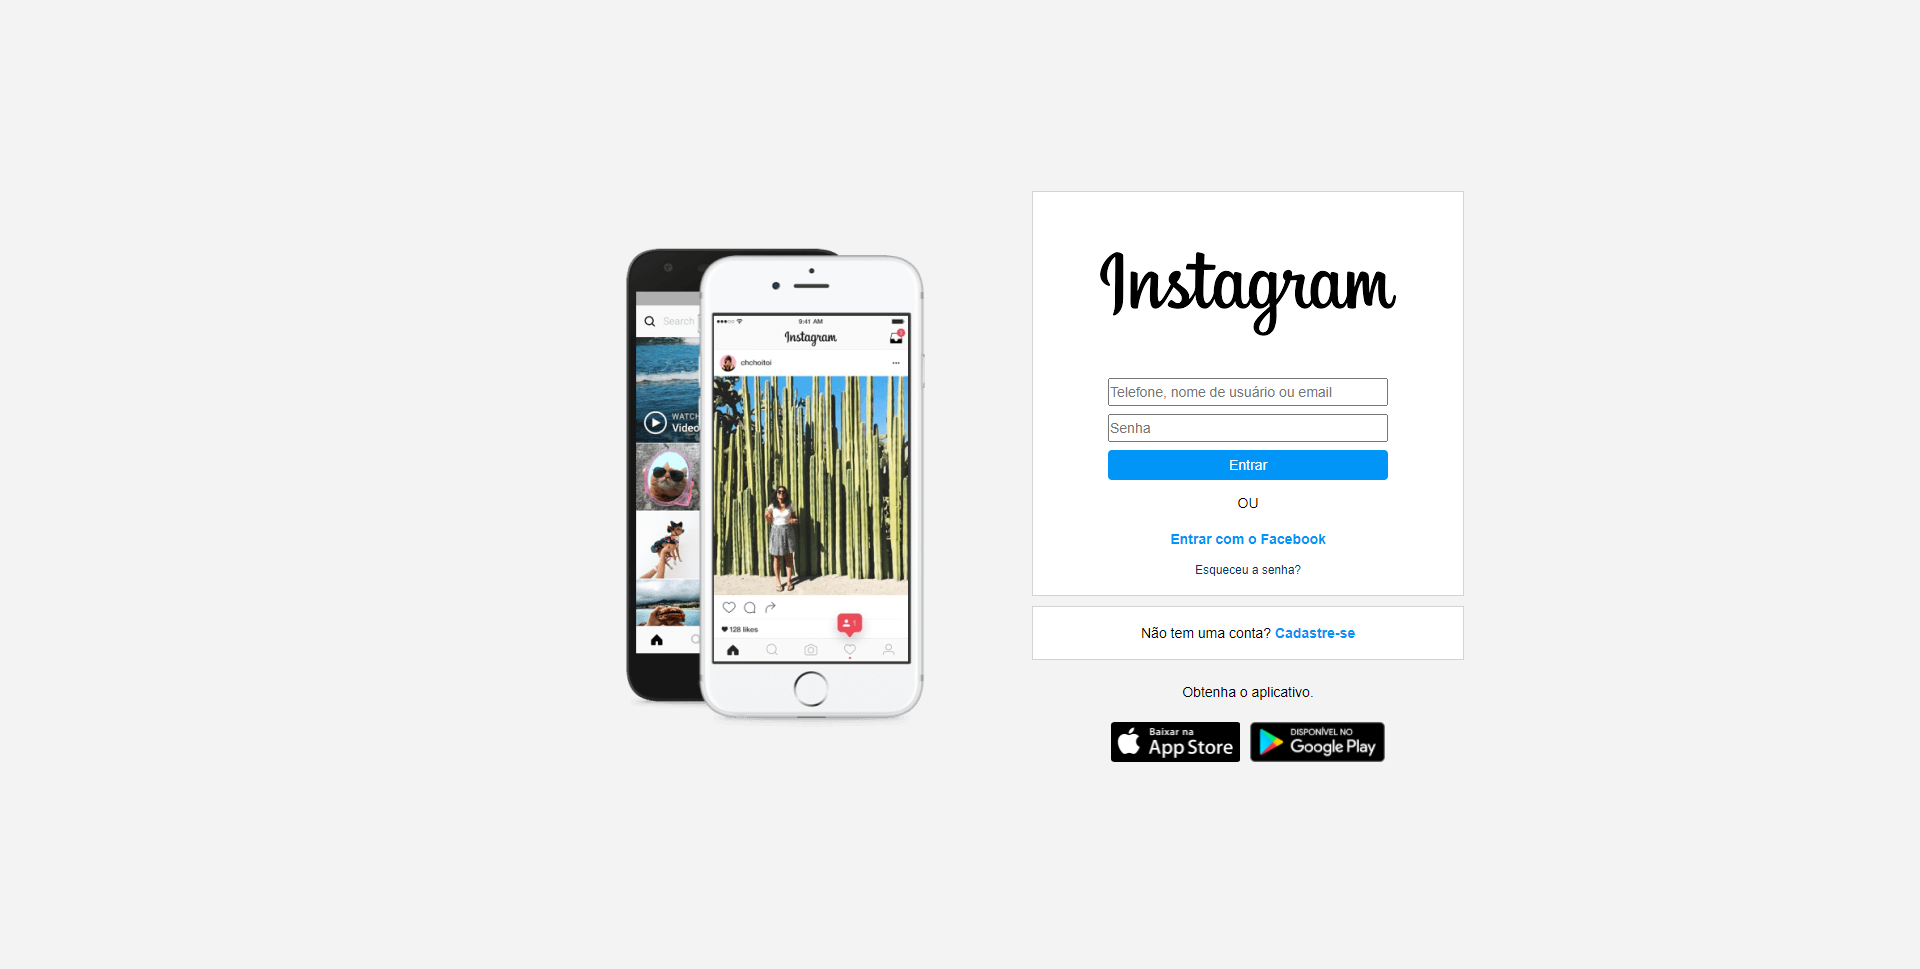 Search
WATCH
Video
9:41 AM
Instagram
chchoitoi
128 likes
1
Instagram
Telefone, nome de usuário ou email
Senha
Entrar
OU
Entrar com o Facebook
Esqueceu a senha?
Não tem uma conta? Cadastre-se
Obtenha o aplicativo.
Baixar na
App Store
DISPONÍVEL NO
Google Play